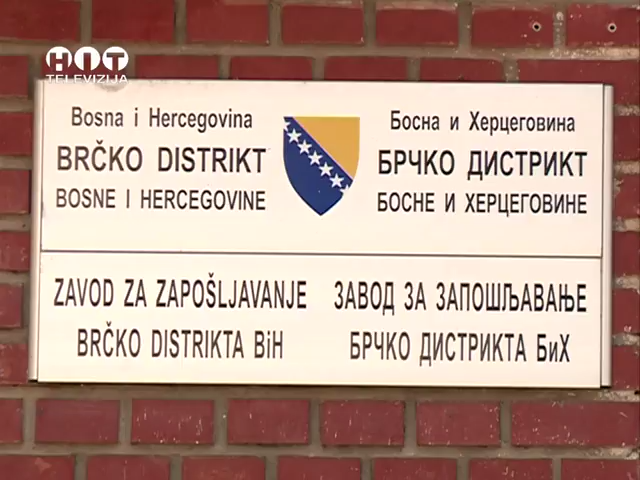 HIT
TELEVIZIJA
Bosna i Hercegovina
BRČKO DISTRIKT
BOSNE I HERCEGOVINE
Босна и Херцеговина
БРЧКО ДИСТРИКТ
БОСНЕ И ХЕРЦЕГОВИНЕ
ZAVOD ZA ZAPOŠLJAVANJE
BRČKO DISTRIKTA BiH
ЗАВОД ЗА ЗАПОШЉАВАЊЕ
БРЧКО ДИСТРИКТА БиХ